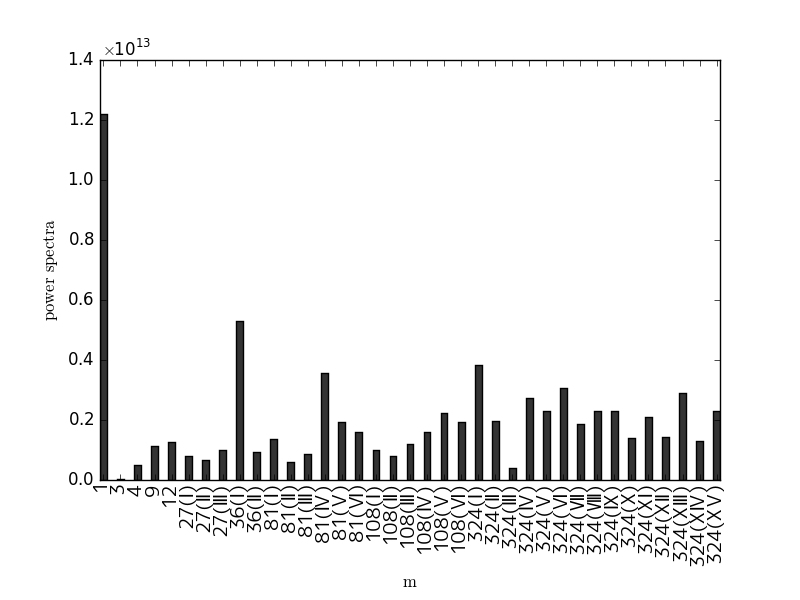 ×10¹³
1.4
1.2
1.0
0.8
0.6
0.4
0.2
0.0
power spectra
1
3
4
9
12
27(I)
27(II)
27(III)
36(I)
36(II)
81(I)
81(II)
81(III)
81(IV)
81(V)
81(VI)
108(I)
108(II)
108(III)
108(IV)
108(V)
108(VI)
324(I)
324(II)
324(III)
324(IV)
324(V)
324(VI)
324(VII)
324(VIII)
324(IX)
324(X)
324(XI)
324(XII)
324(XIII)
324(XIV)
324(XV)
m